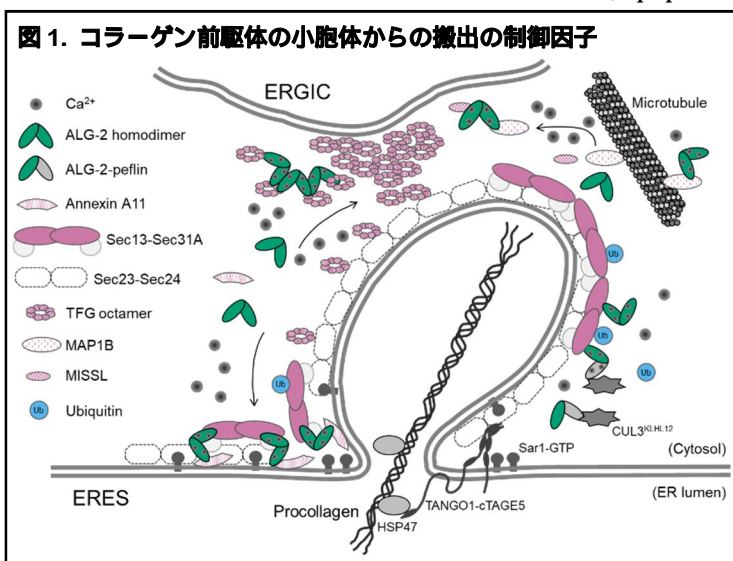 図 1. コラーゲン前駆体の小胞体からの搬出の制御因子
ERGIC
Microtubule
Ca²⁺
ALG-2 homodimer
ALG-2-peflin
Annexin A11
Sec13-Sec31A
Sec23-Sec24
TFG octamer
MAP1B
MISSL
Ubiquitin
Ub
Ub
Ub
Ub
Ub
CUL3ᴷᴸᴴᴸ¹²
Sar1-GTP
(Cytosol)
(ER lumen)
ERES
Procollagen
HSP47
TANGO1-cTAGE5